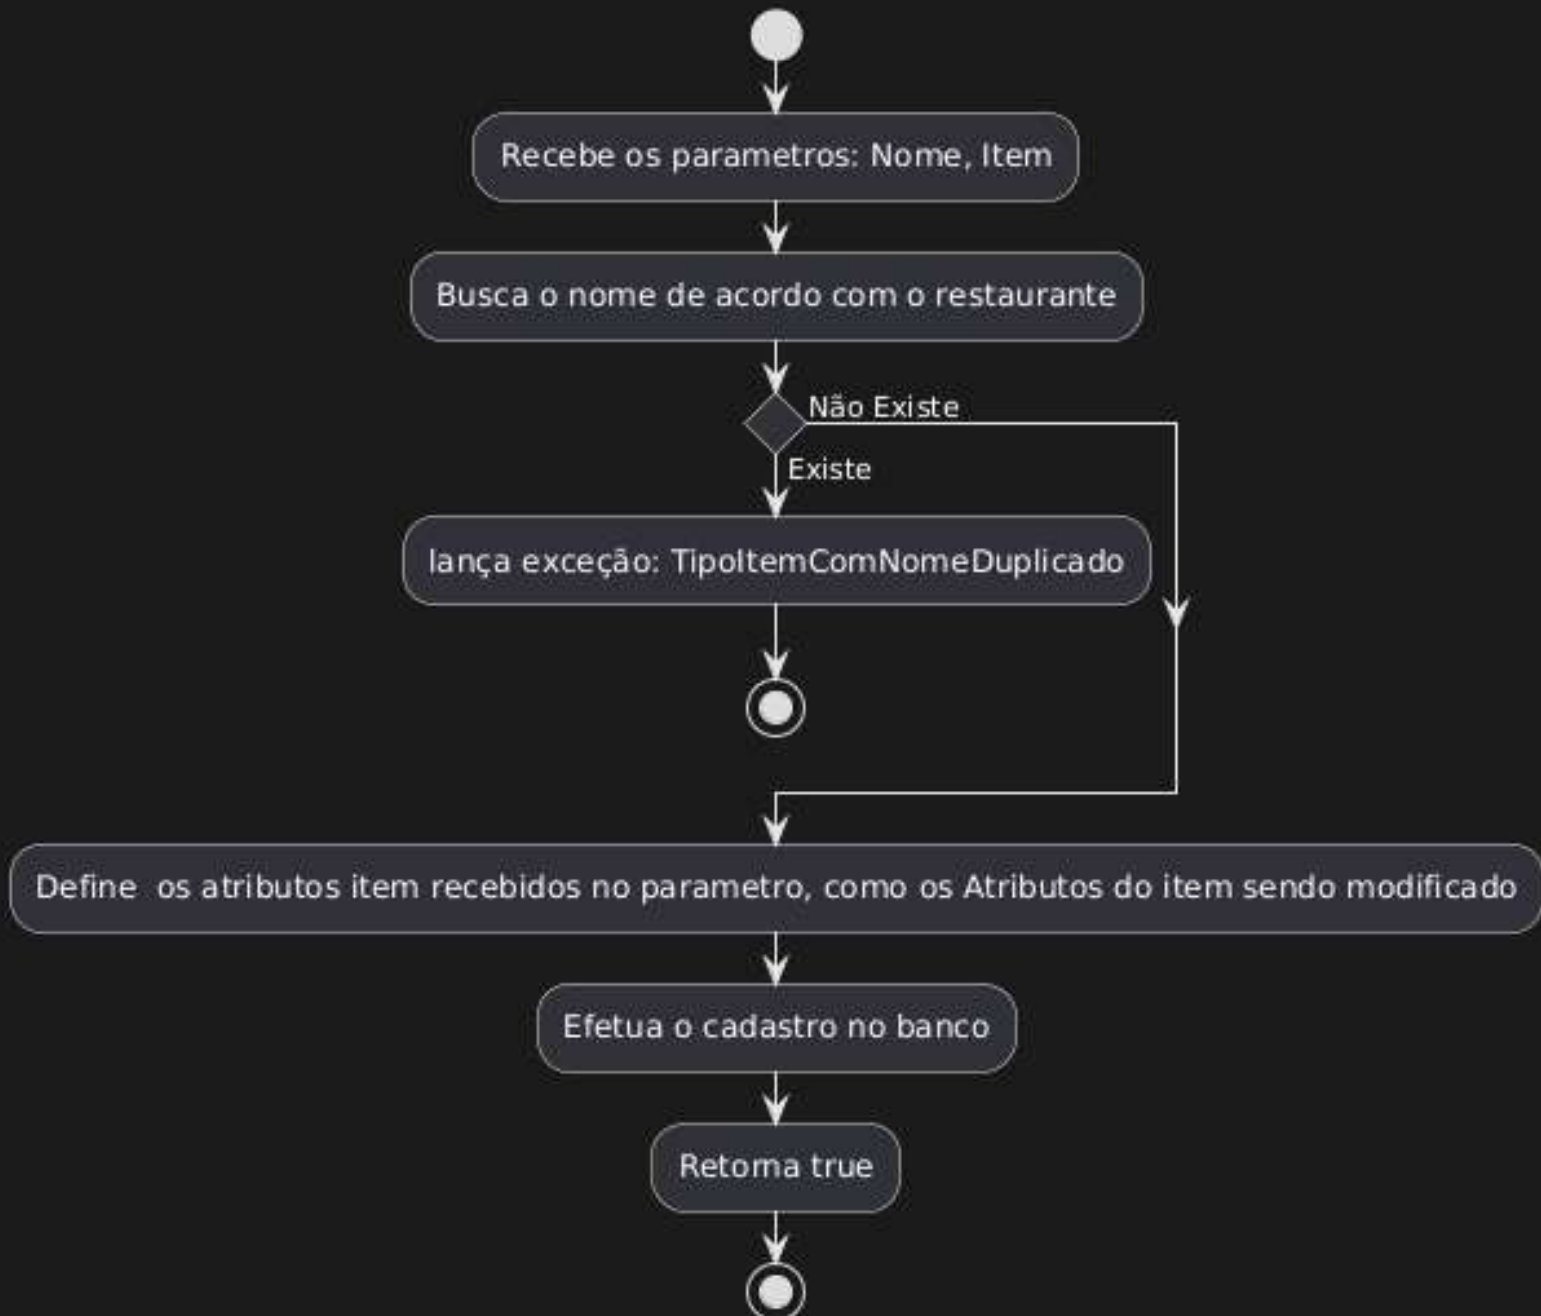 Recebe os parametros: Nome, Item
Busca o nome de acordo com o restaurante
Não Existe
Existe
lança exceção: TipoItemComNomeDuplicado
Define  os atributos item recebidos no parametro, como os Atributos do item sendo modificado
Efetua o cadastro no banco
Retorna true